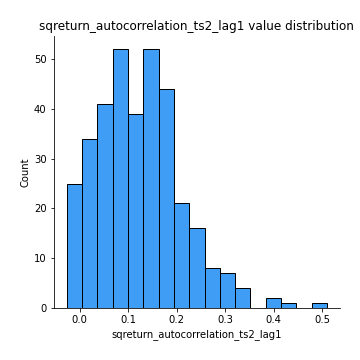 sqreturn_autocorrelation_ts2_lag1 value distribution
50
40
30
20
10
0
Count
0.0 0.1 0.2 0.3 0.4 0.5
sqreturn_autocorrelation_ts2_lag1